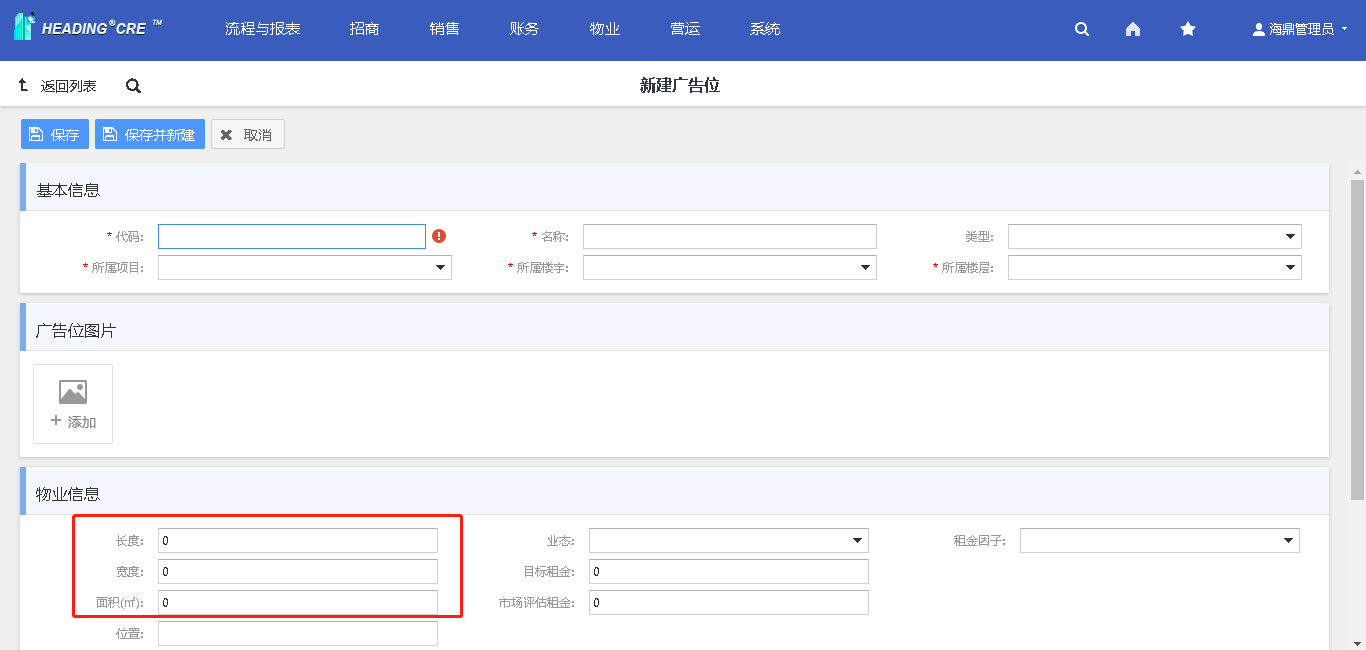 HEADING®CRE ™ 流程与报表 招商 销售 账务 物业 营运 系统 海鼎管理员
返回列表 新建广告位
保存 保存并新建 取消
基本信息
* 代码: * 名称: 类型:
* 所属项目: * 所属楼宇: * 所属楼层:
广告位图片
+ 添加
物业信息
长度: 0 业态: 租金因子:
宽度: 0 目标租金: 0
面积(㎡): 0 市场评估租金: 0
位置: